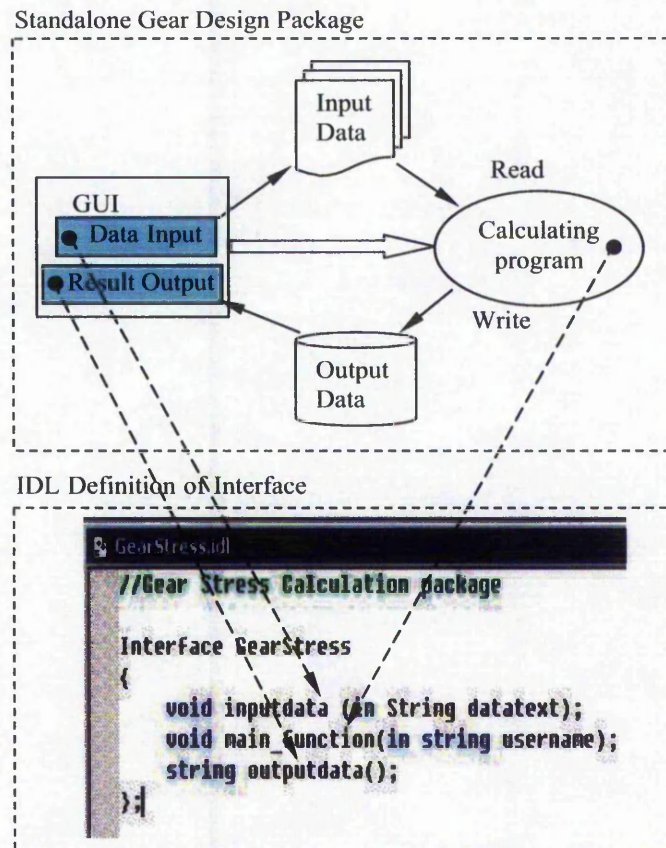 Standalone Gear Design Package
Input
Data
Read
GUI
Data Input
Calculating
program
Result Output
Write
Output
Data
IDL Definition of Interface
GearStress.idl
//Gear Stress Calculation package
Interface GearStress
{
void inputdata (in String datatext);
void main_function(in string username);
string outputdata();
};